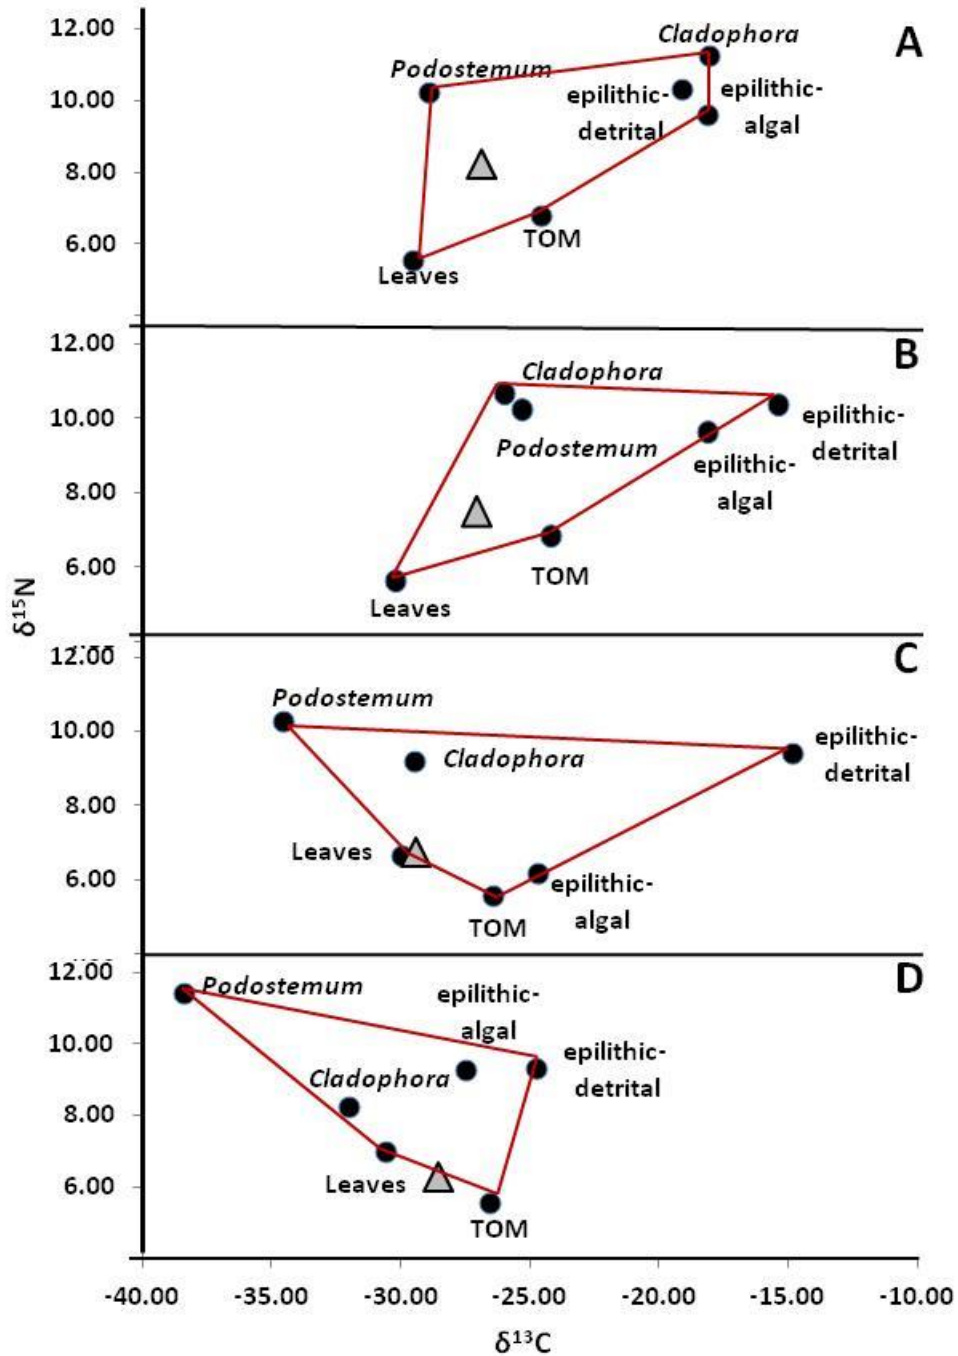 12.00
Cladophora
A
Podostemum
10.00
epilithic-
detrital
epilithic-
algal
8.00
6.00
TOM
Leaves
12.00
B
Cladophora
10.00
epilithic-
detrital
Podostemum
epilithic-
algal
8.00
6.00
TOM
Leaves
δ15N
12.00
C
Podostemum
10.00
epilithic-
detrital
Cladophora
8.00
Leaves
6.00
epilithic-
algal
TOM
12.00
D
Podostemum
epilithic-
algal
10.00
epilithic-
detrital
Cladophora
8.00
6.00
Leaves
TOM
-40.00 -35.00 -30.00 -25.00 -20.00 -15.00 -10.00
δ13C